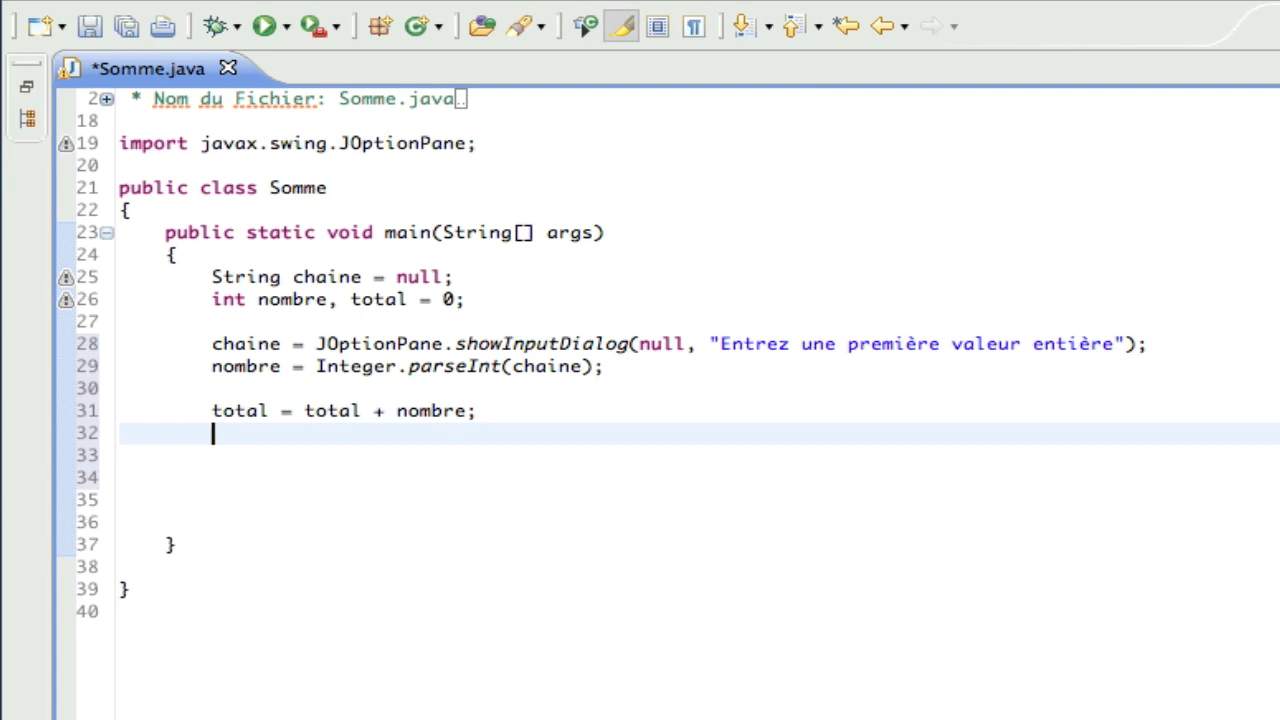 *Somme.java
2 * Nom du Fichier: Somme.java
18
19 import javax.swing.JOptionPane;
20
21 public class Somme
22 {
23 public static void main(String[] args)
24 {
25 String chaine = null;
26 int nombre, total = 0;
27
28 chaine = JOptionPane.showInputDialog(null, "Entrez une première valeur entière");
29 nombre = Integer.parseInt(chaine);
30
31 total = total + nombre;
32
33
34
35
36
37 }
38
39 }
40